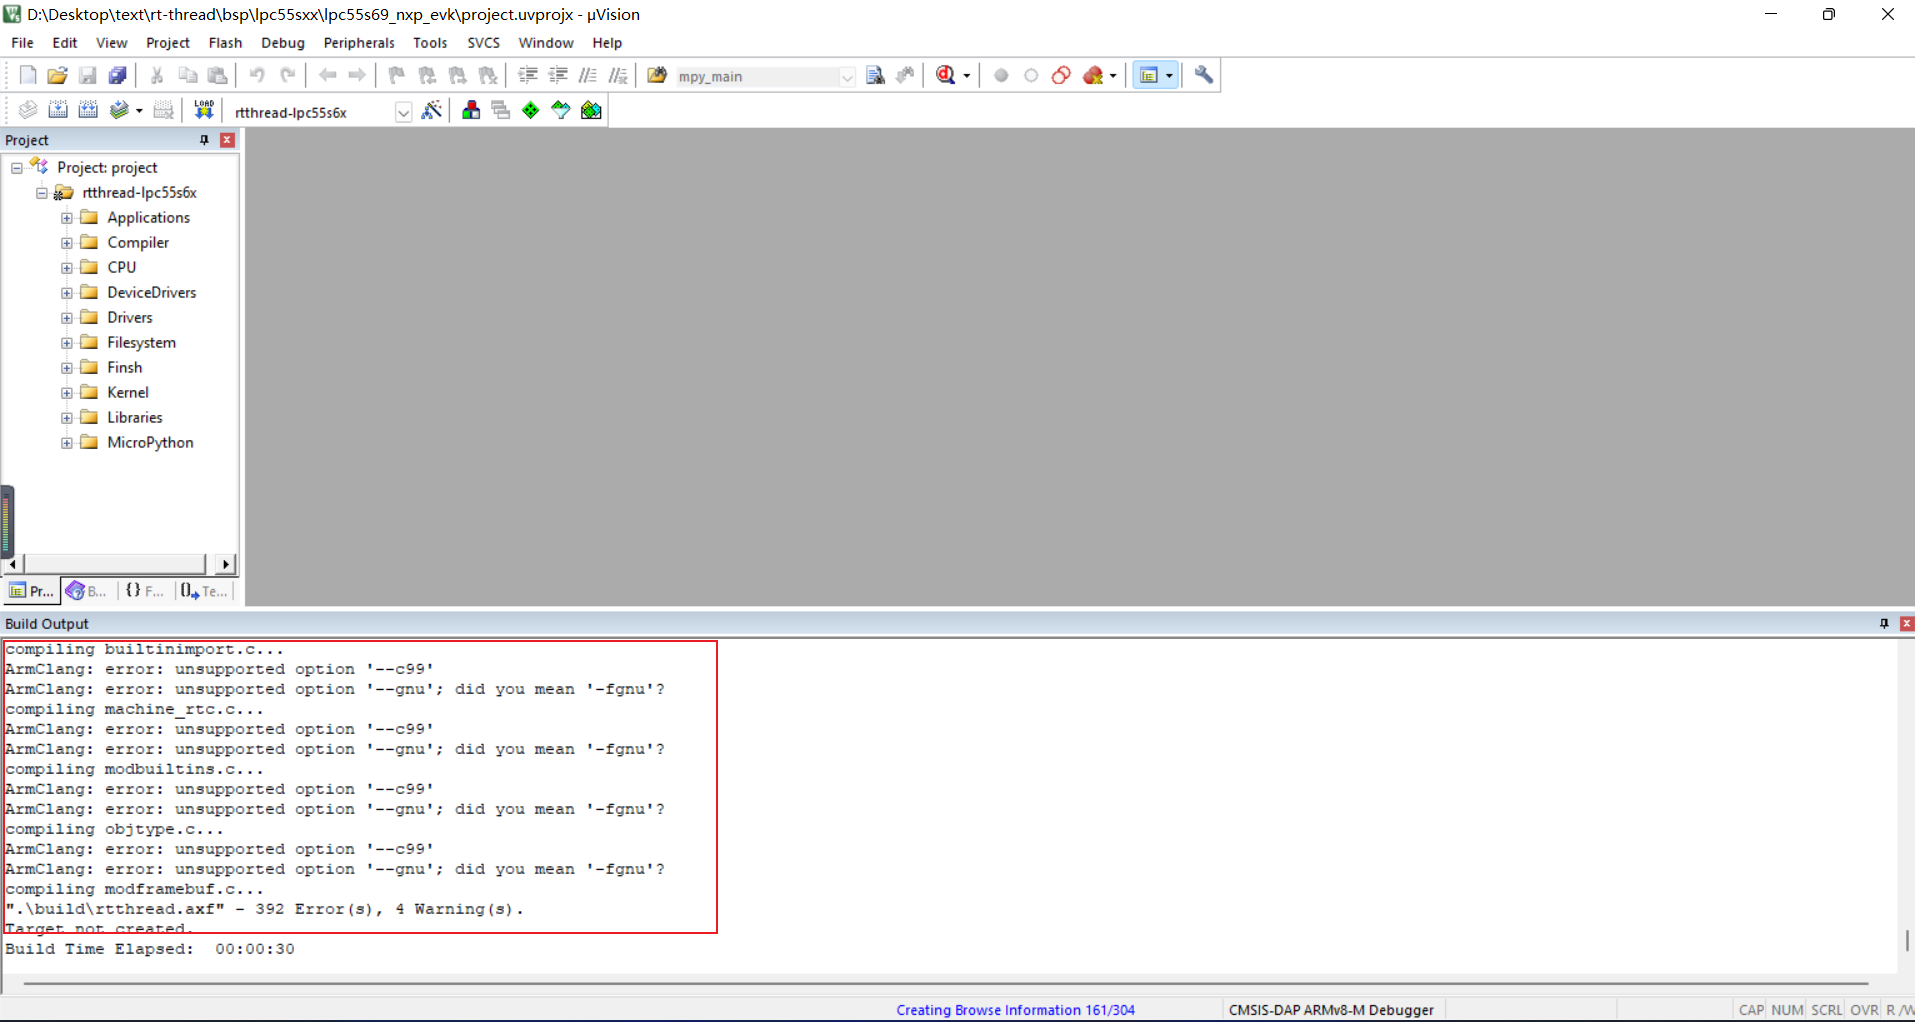 D:\Desktop\text\rt-thread\bsp\lpc55sxx\lpc55s69_nxp_evk\project.uvprojx - µVision
File Edit View Project Flash Debug Peripherals Tools SVCS Window Help
mpy_main
LOAD rtthread-lpc55s6x
Project
Project: project
rtthread-lpc55s6x
Applications
Compiler
CPU
DeviceDrivers
Drivers
Filesystem
Finsh
Kernel
Libraries
MicroPython
Pr... B... {} F... Te...
Build Output
compiling builtinimport.c...
ArmClang: error: unsupported option '--c99'
ArmClang: error: unsupported option '--gnu'; did you mean '-fgnu'?
compiling machine_rtc.c...
ArmClang: error: unsupported option '--c99'
ArmClang: error: unsupported option '--gnu'; did you mean '-fgnu'?
compiling modbuiltins.c...
ArmClang: error: unsupported option '--c99'
ArmClang: error: unsupported option '--gnu'; did you mean '-fgnu'?
compiling objtype.c...
ArmClang: error: unsupported option '--c99'
ArmClang: error: unsupported option '--gnu'; did you mean '-fgnu'?
compiling modframebuf.c...
".\build\rtthread.axf" - 392 Error(s), 4 Warning(s).
Target not created.
Build Time Elapsed:  00:00:30
Creating Browse Information 161/304 CMSIS-DAP ARMv8-M Debugger CAP NUM SCRL OVR R/W